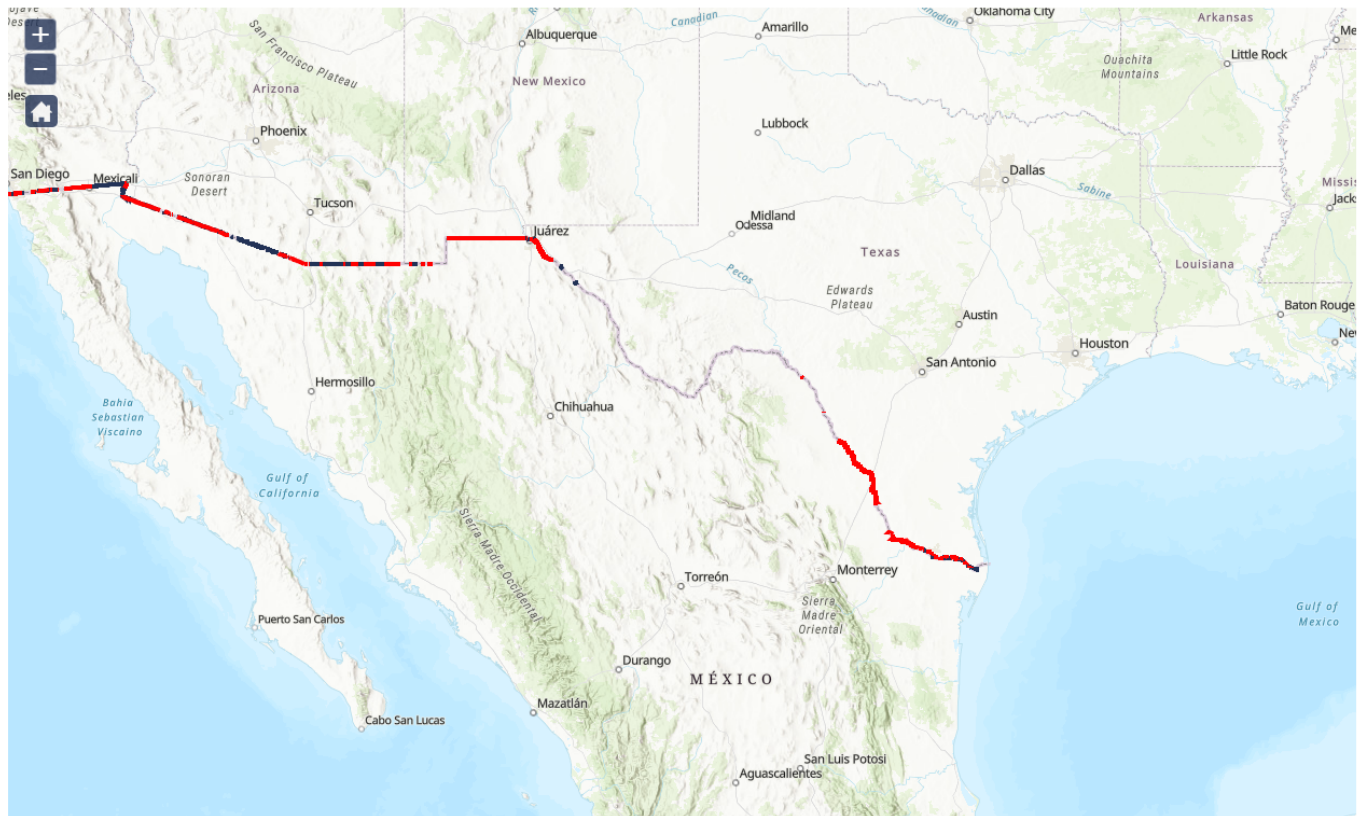 +
−
Oklahoma City
Arkansas
Canadian
Amarillo
Albuquerque
San Francisco Plateau
Little Rock
Ouachita
Mountains
New Mexico
Arizona
Lubbock
Phoenix
Dallas
San Diego
Mexicali
Sonoran
Desert
Sabine
Tucson
Midland
Odessa
Juárez
Texas
Louisiana
Pecos
Edwards
Plateau
Baton Rouge
Austin
Houston
San Antonio
Hermosillo
Chihuahua
Bahia
Sebastian
Viscaino
Gulf of
California
Sierra Madre Occidental
Monterrey
Torreón
Sierra
Madre
Oriental
Gulf of
Mexico
Puerto San Carlos
Durango
MÉXICO
Mazatlán
Cabo San Lucas
San Luis Potosi
Aguascalientes